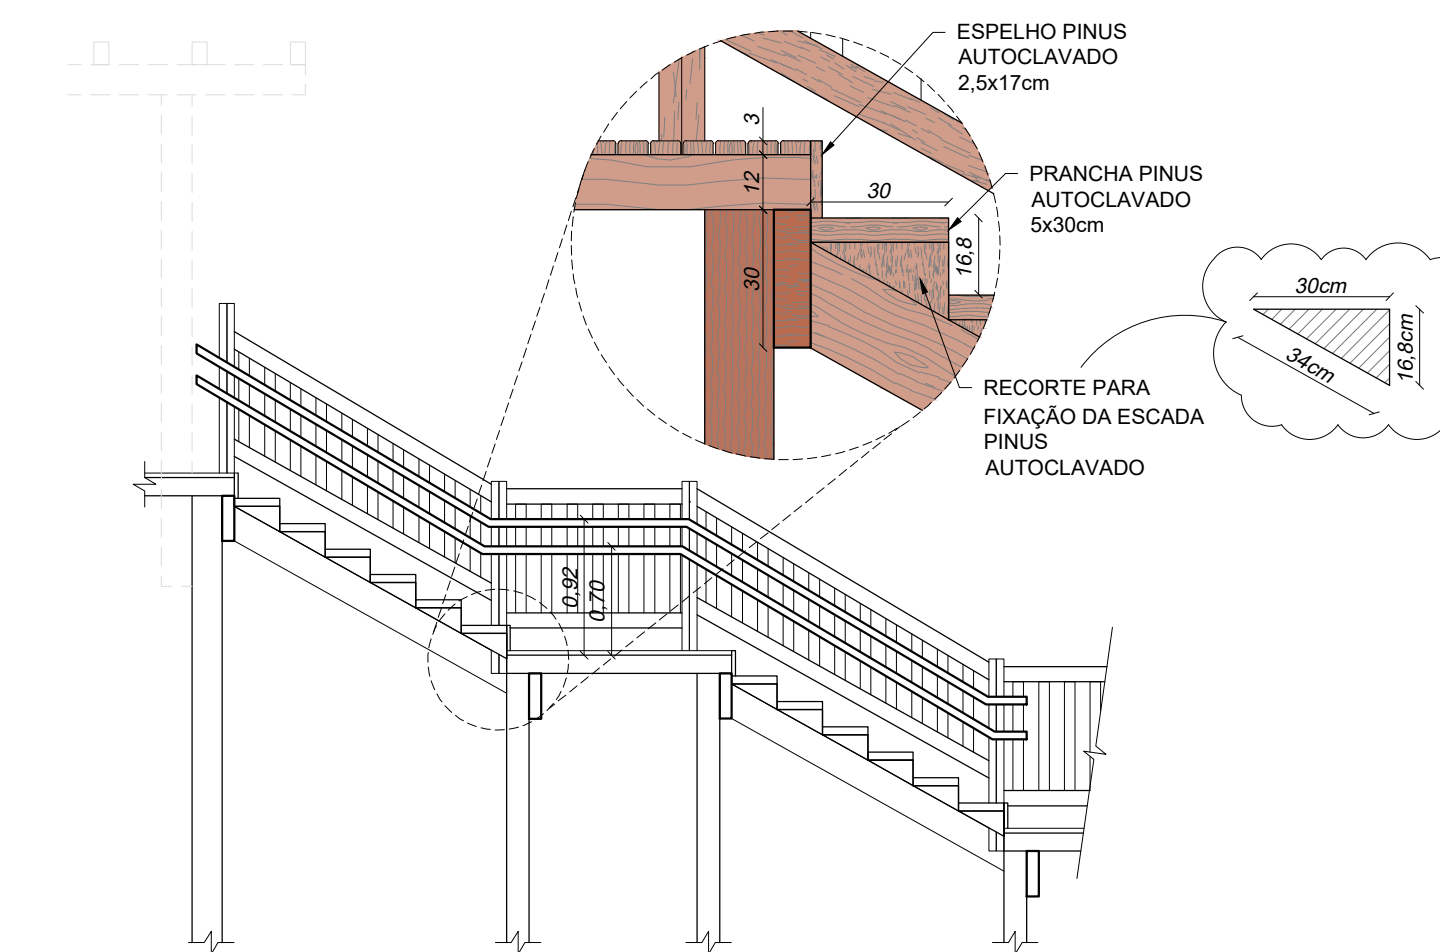 ESPELHO PINUS
AUTOCLAVADO
2,5x17cm
3
12
30
30
16,8
PRANCHA PINUS
AUTOCLAVADO
5x30cm
30cm
16,8cm
34cm
RECORTE PARA
FIXAÇÃO DA ESCADA
PINUS
AUTOCLAVADO
0,92
0,70